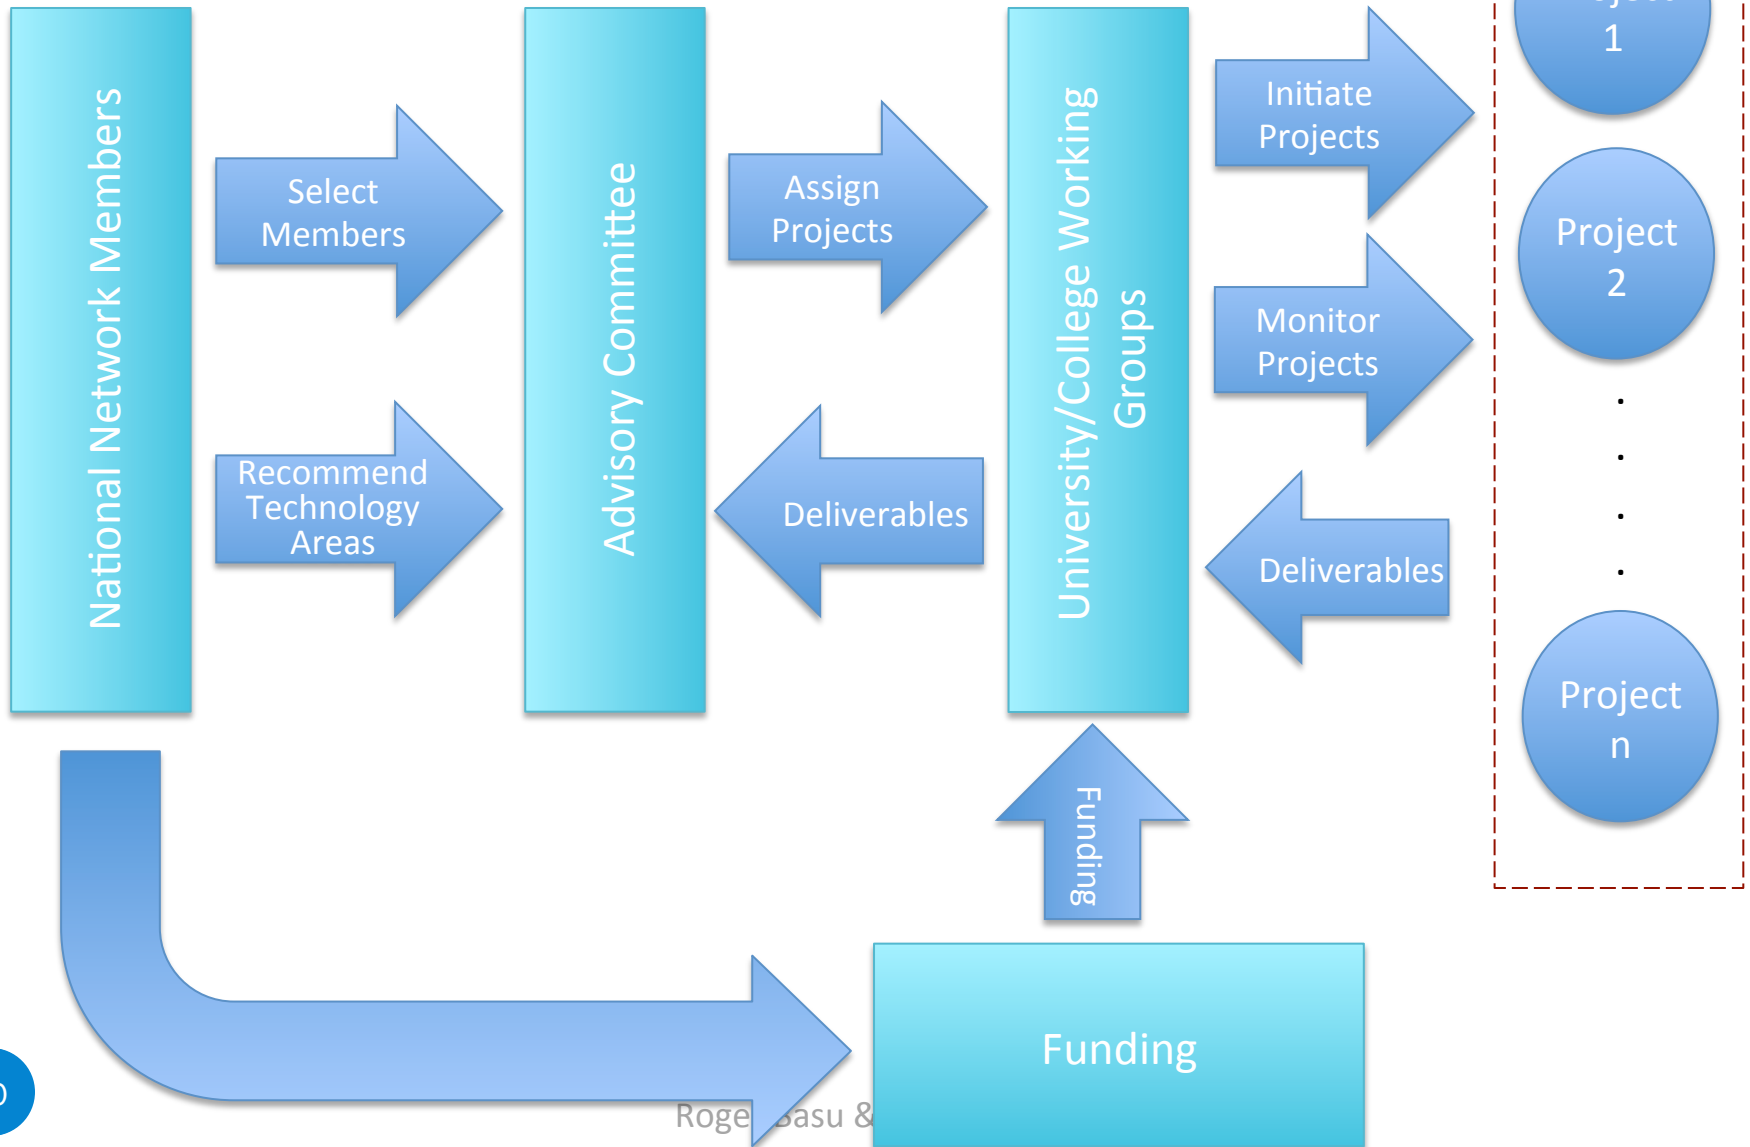 National Network Members
Select
Members
Recommend
Technology
Areas
Advisory Committee
Assign
Projects
Deliverables
University/College Working
Groups
Initiate
Projects
Monitor
Projects
Deliverables
1
Project
2
.
.
.
.
Project
n
Funding
Funding
Basu &